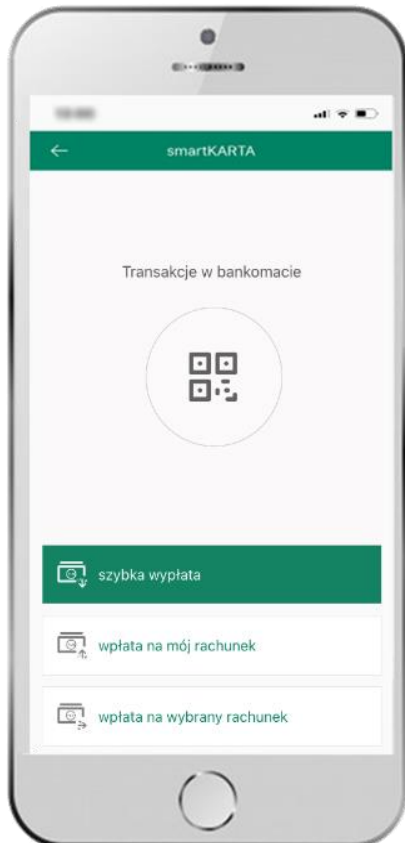 smartKARTA
Transakcje w bankomacie
szybka wypłata
wpłata na mój rachunek
wpłata na wybrany rachunek